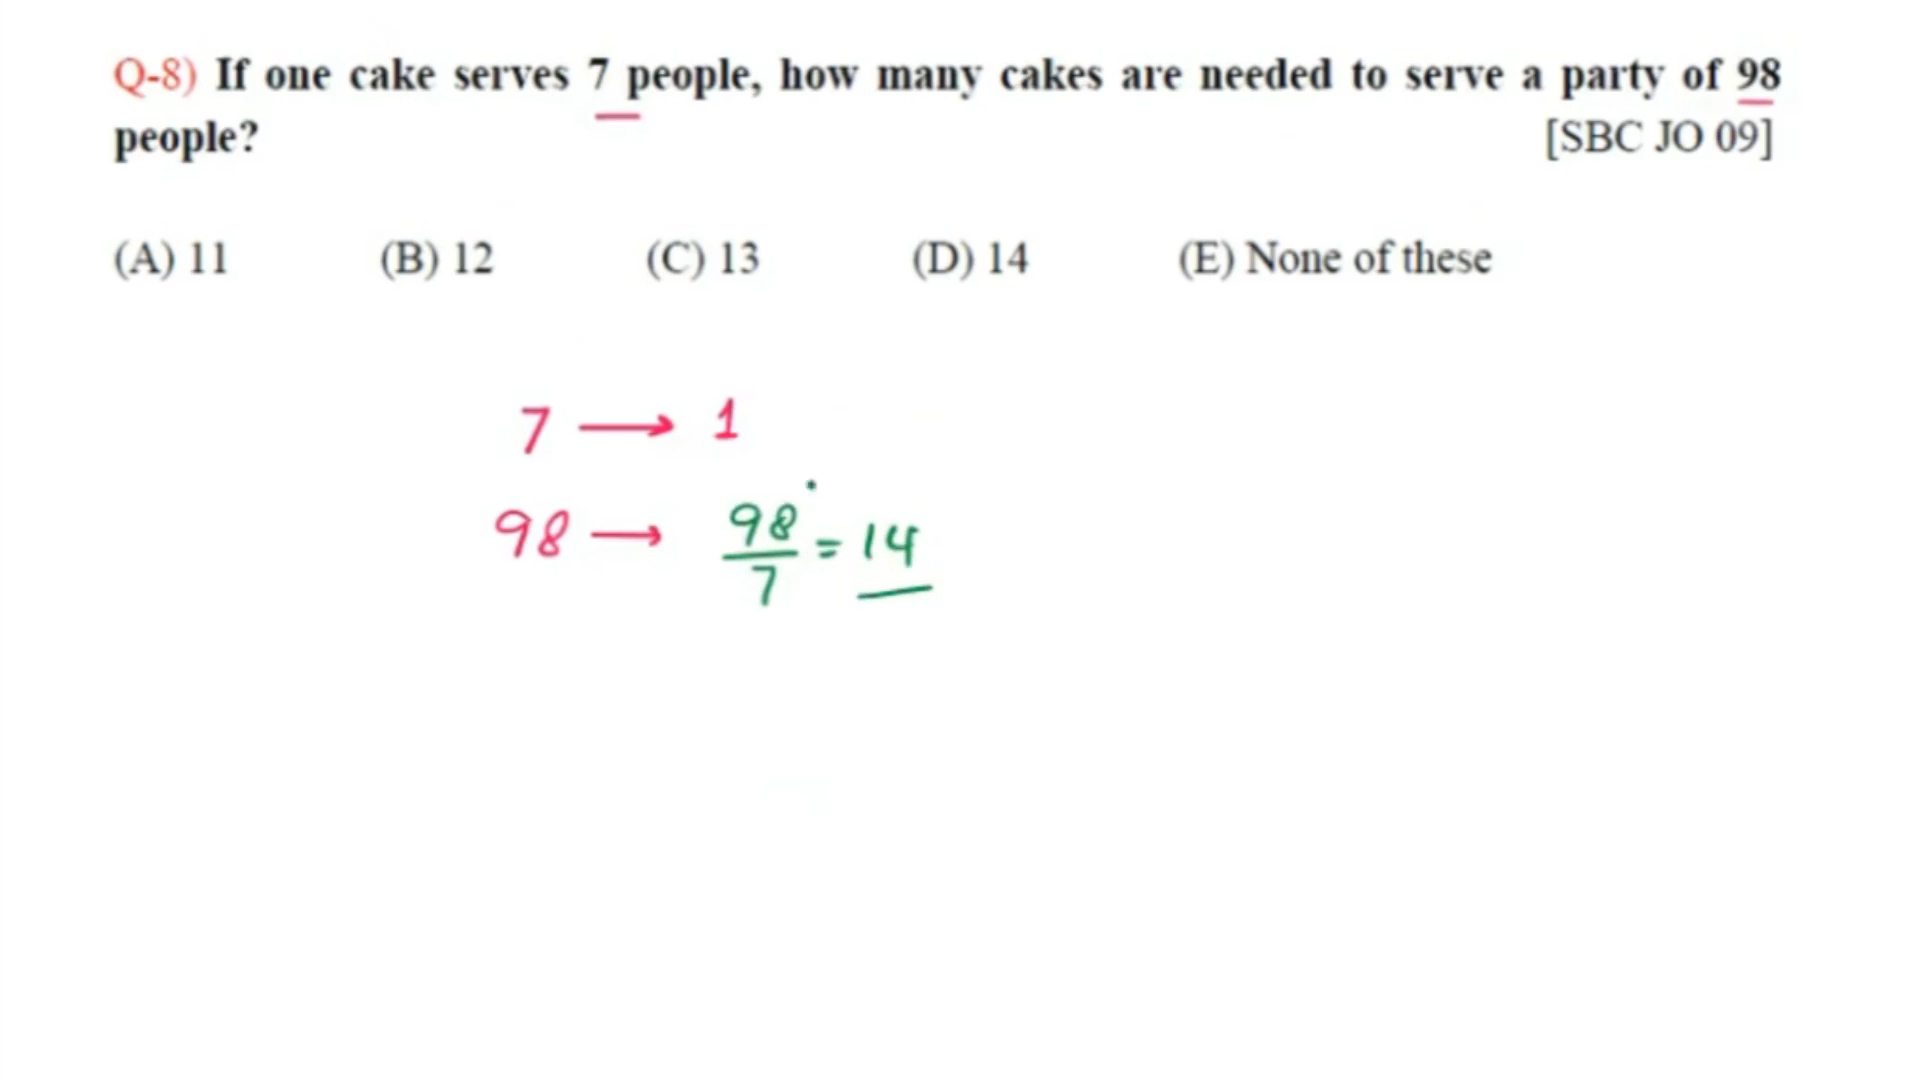 Q-8) If one cake serves 7 people, how many cakes are needed to serve a party of 98
people? [SBC JO 09]
(A) 11 (B) 12 (C) 13 (D) 14 (E) None of these
7 → 1
98 → 98/7 = 14